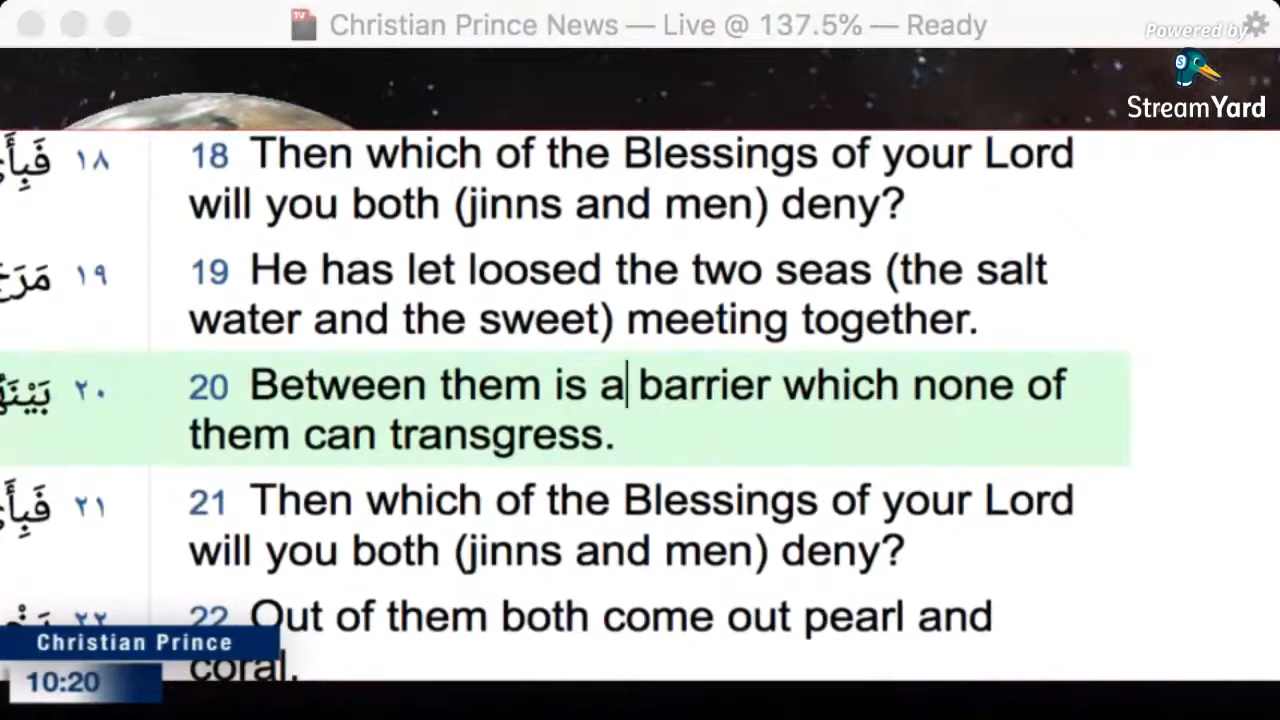 Christian Prince News — Live @ 137.5% — Ready
Powered by
StreamYard
١٨ 18 Then which of the Blessings of your Lord
will you both (jinns and men) deny?
١٩ 19 He has let loosed the two seas (the salt
water and the sweet) meeting together.
٢٠ 20 Between them is a barrier which none of
them can transgress.
٢١ 21 Then which of the Blessings of your Lord
will you both (jinns and men) deny?
٢٢ 22 Out of them both come out pearl and
coral.
Christian Prince
10:20